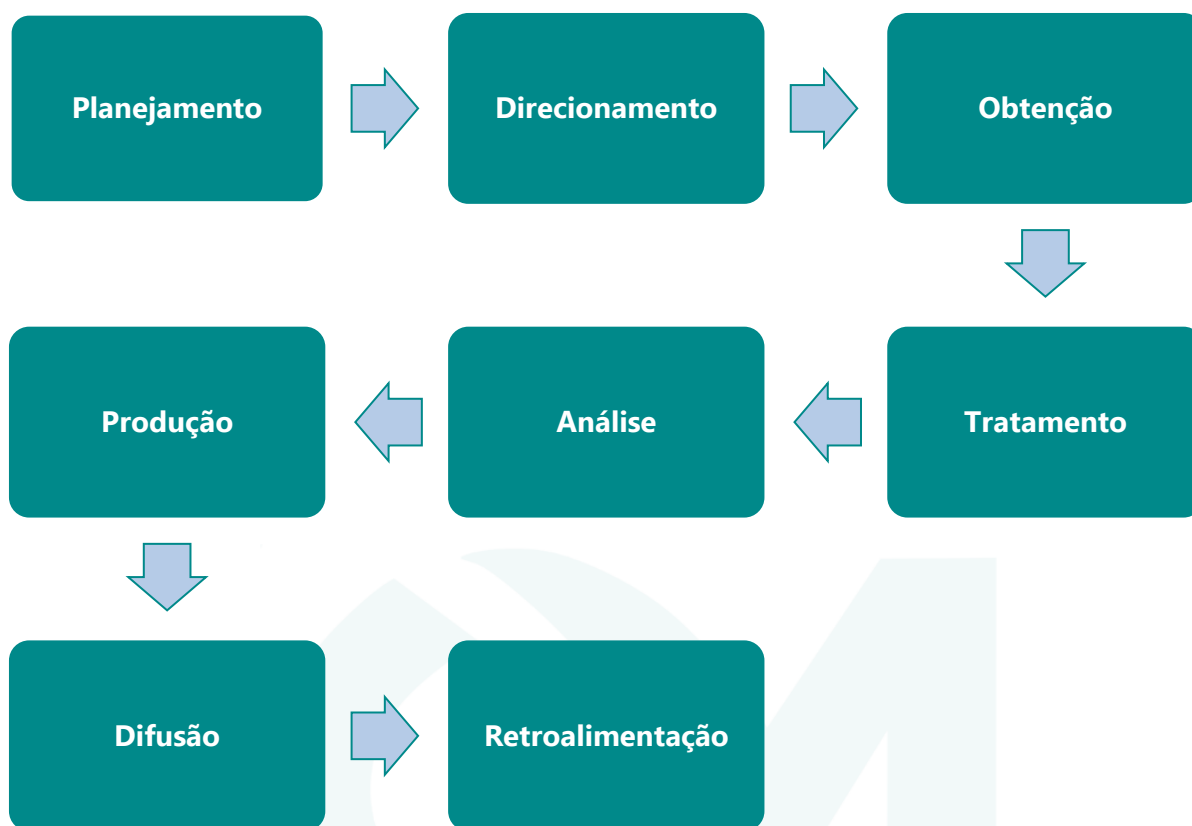 Planejamento
Direcionamento
Obtenção
Tratamento
Análise
Produção
Difusão
Retroalimentação